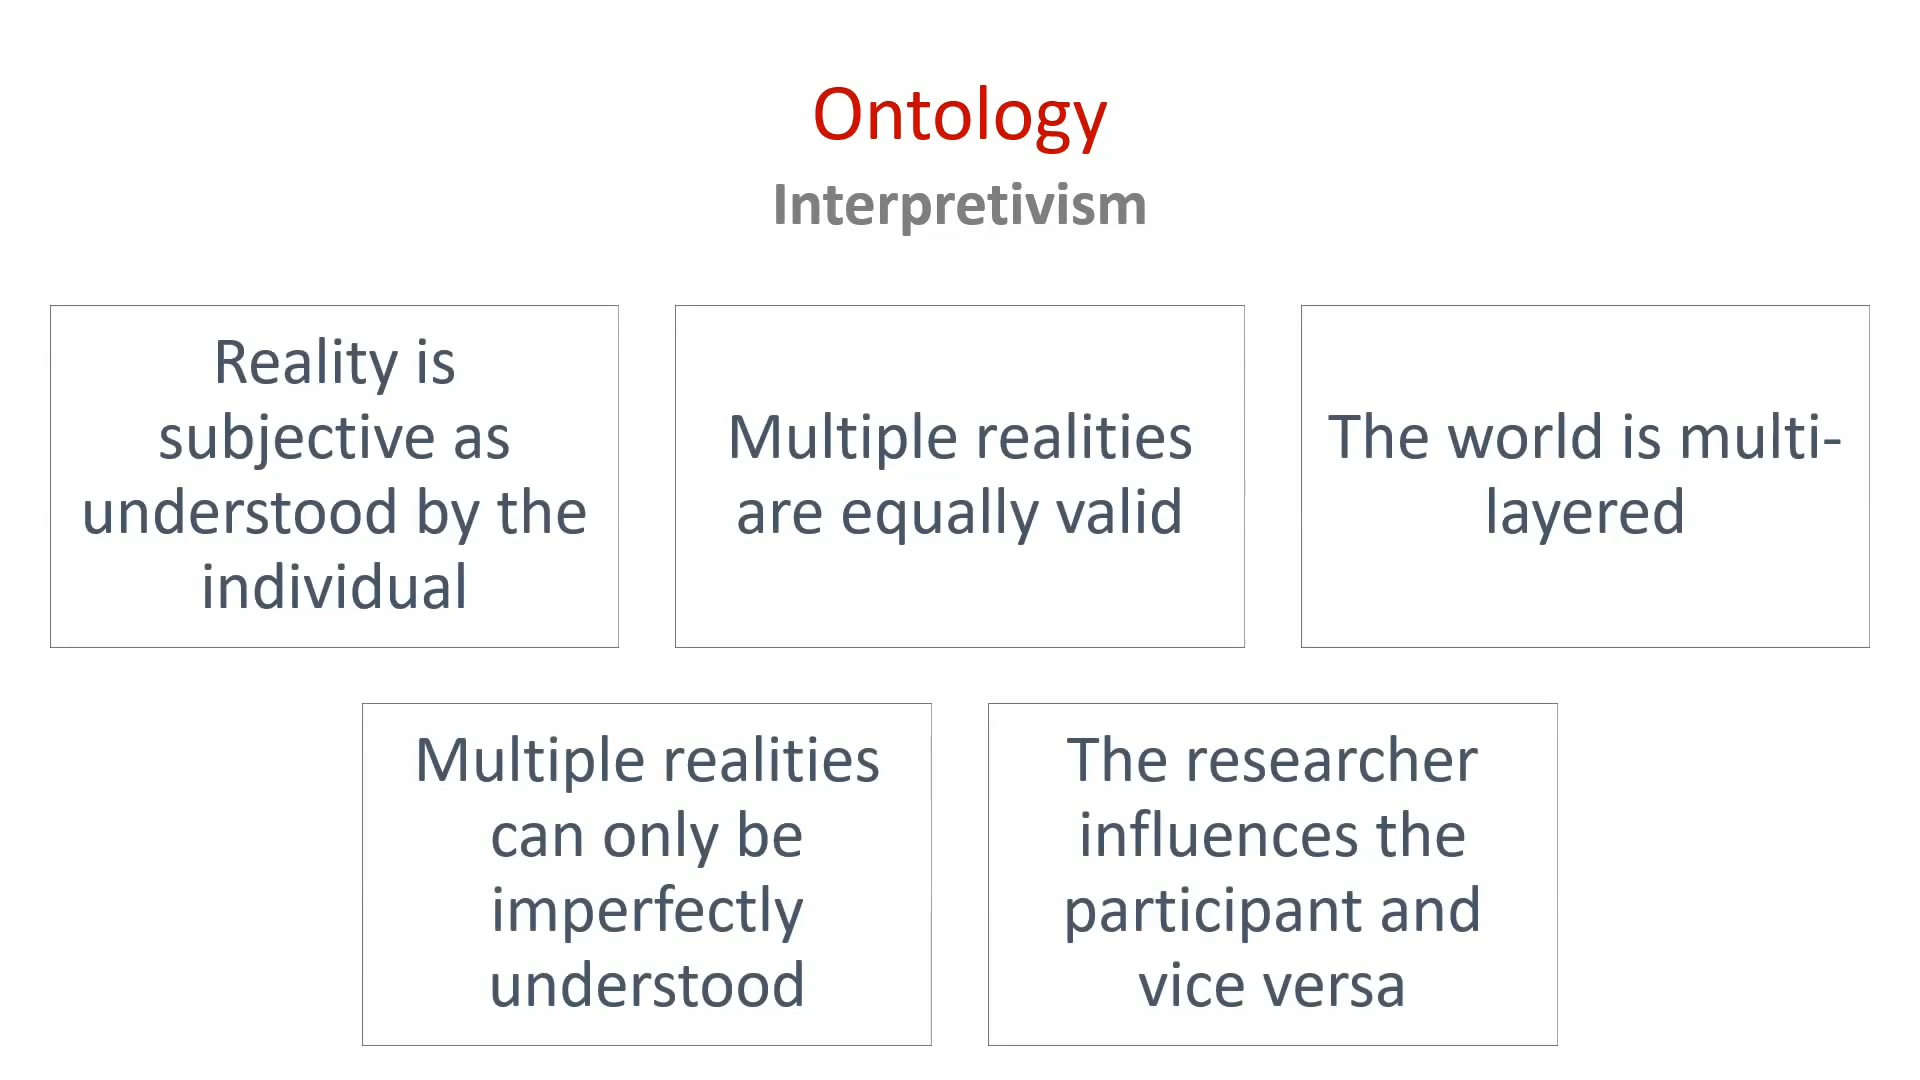 Ontology
Interpretivism
Reality is
subjective as
understood by the
individual
Multiple realities
are equally valid
The world is multi-
layered
Multiple realities
can only be
imperfectly
understood
The researcher
influences the
participant and
vice versa